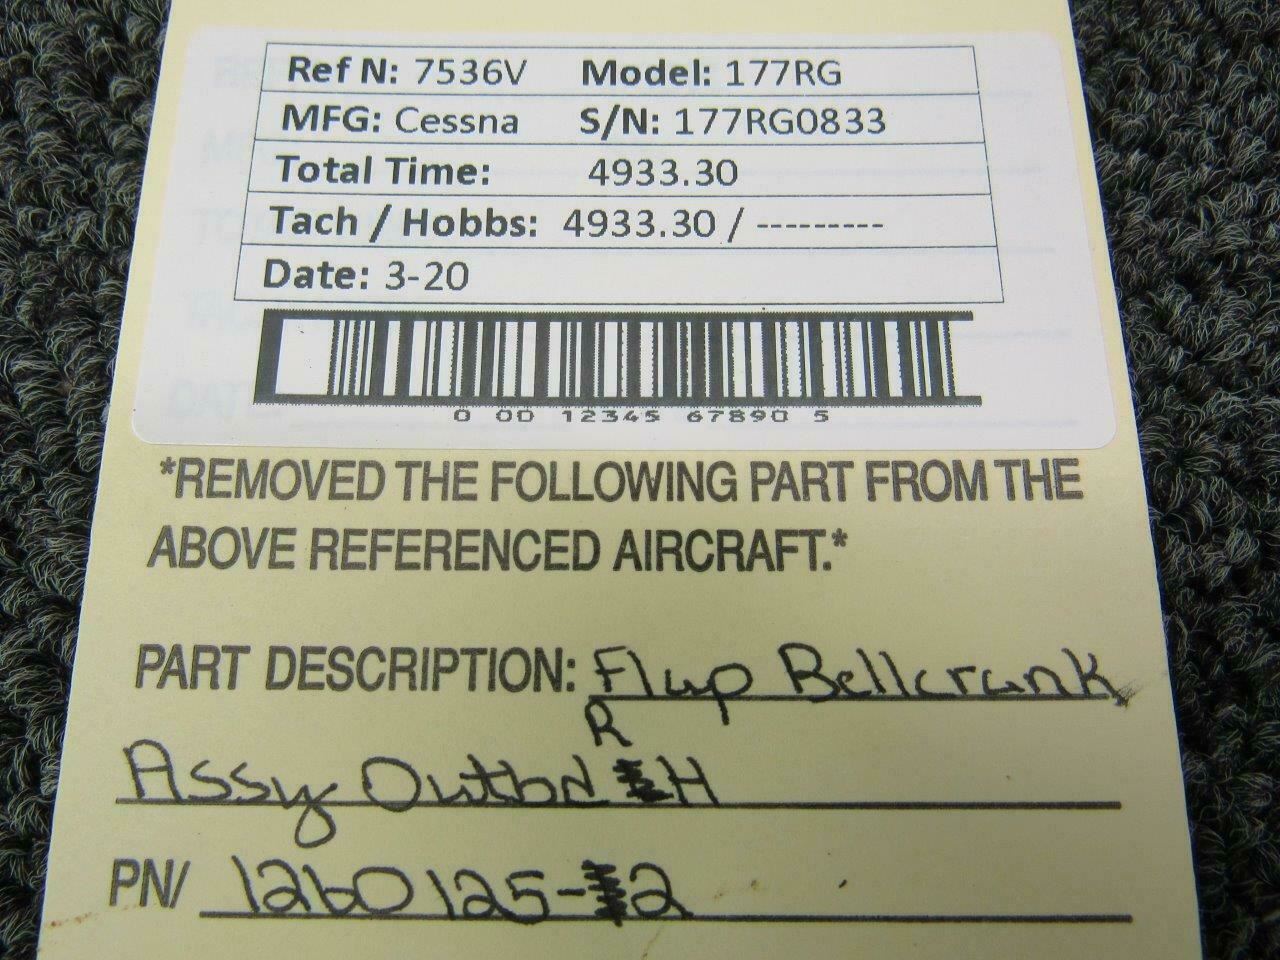 Ref N: 7536V Model: 177RG
MFG: Cessna S/N: 177RG0833
Total Time: 4933.30
Tach / Hobbs: 4933.30 / ---------
Date: 3-20
0 00 12345 67890 5
*REMOVED THE FOLLOWING PART FROM THE
ABOVE REFERENCED AIRCRAFT.*
PART DESCRIPTION: Flap Bellcrank
Assy Outbd RH
PN/ 1260125-2